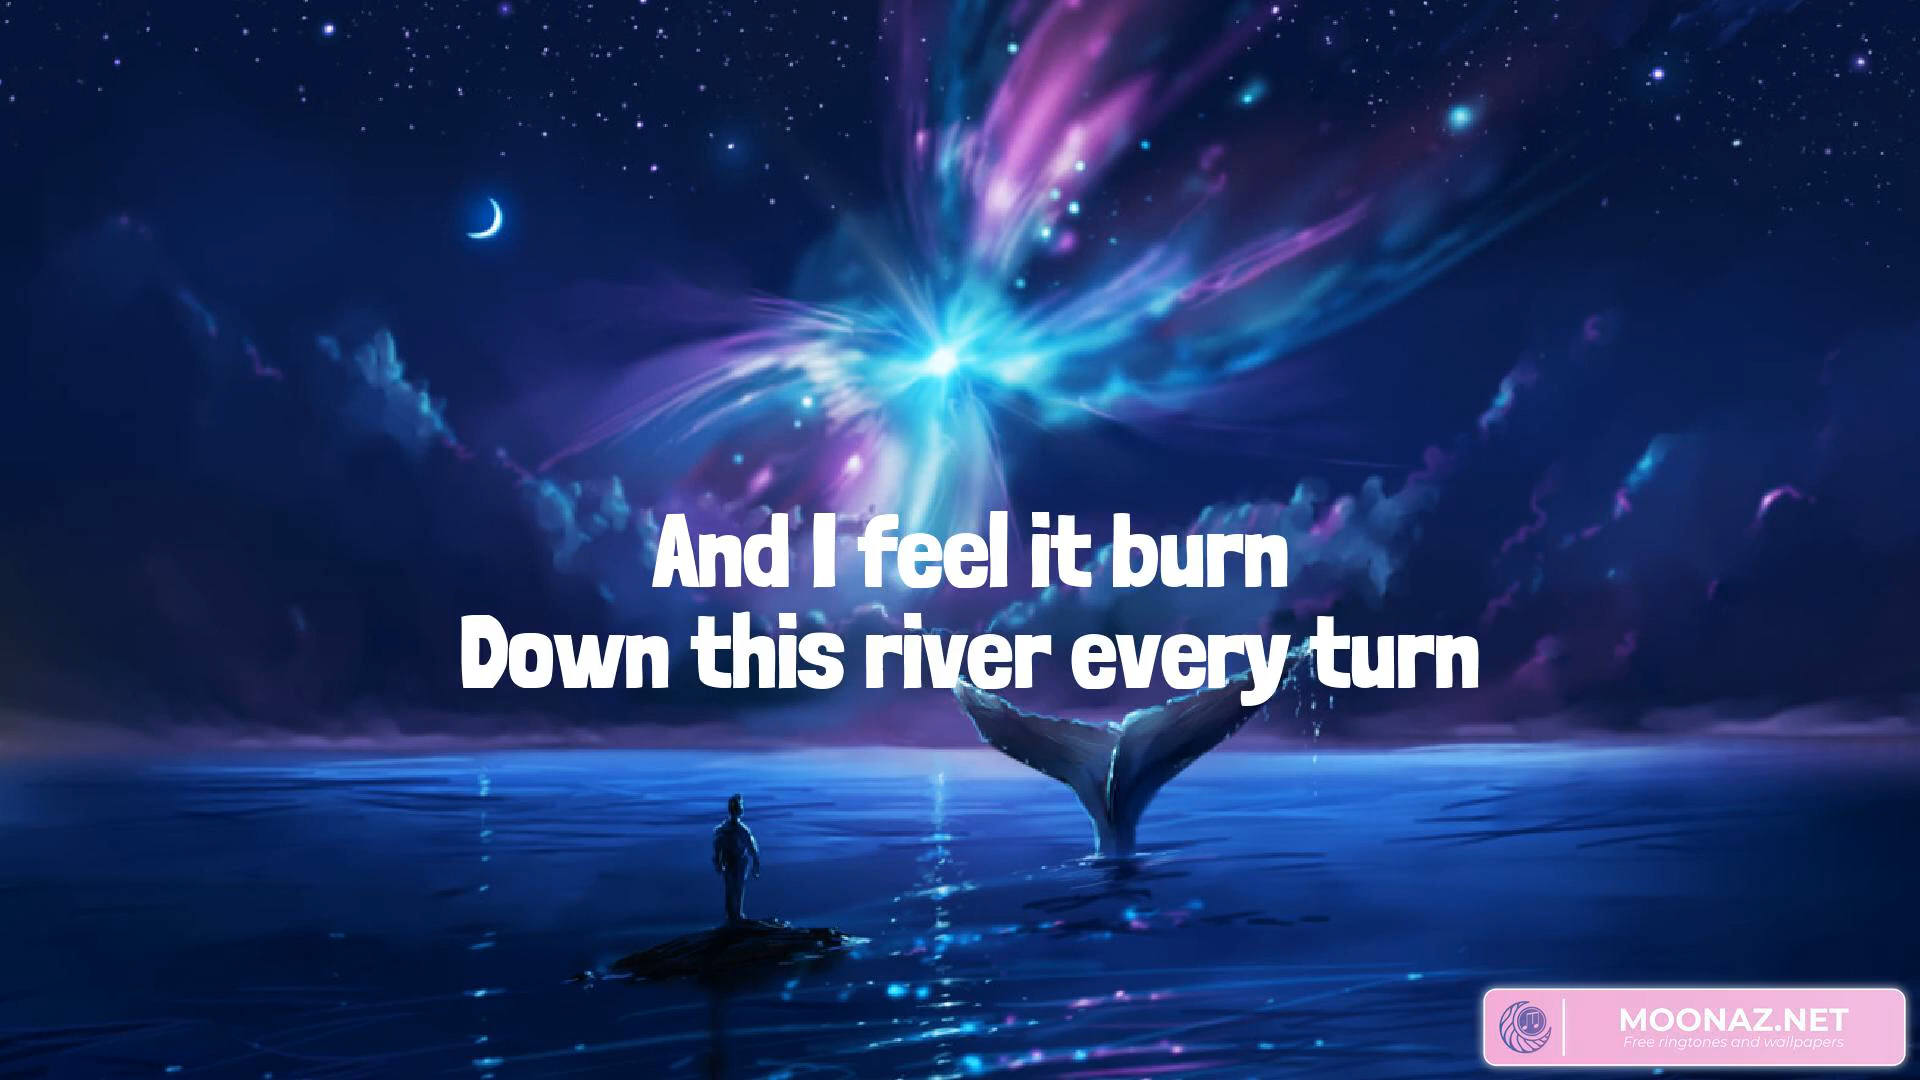 And I feel it burn
Down this river every turn
MOONAZ.NET
Free ringtones and wallpapers